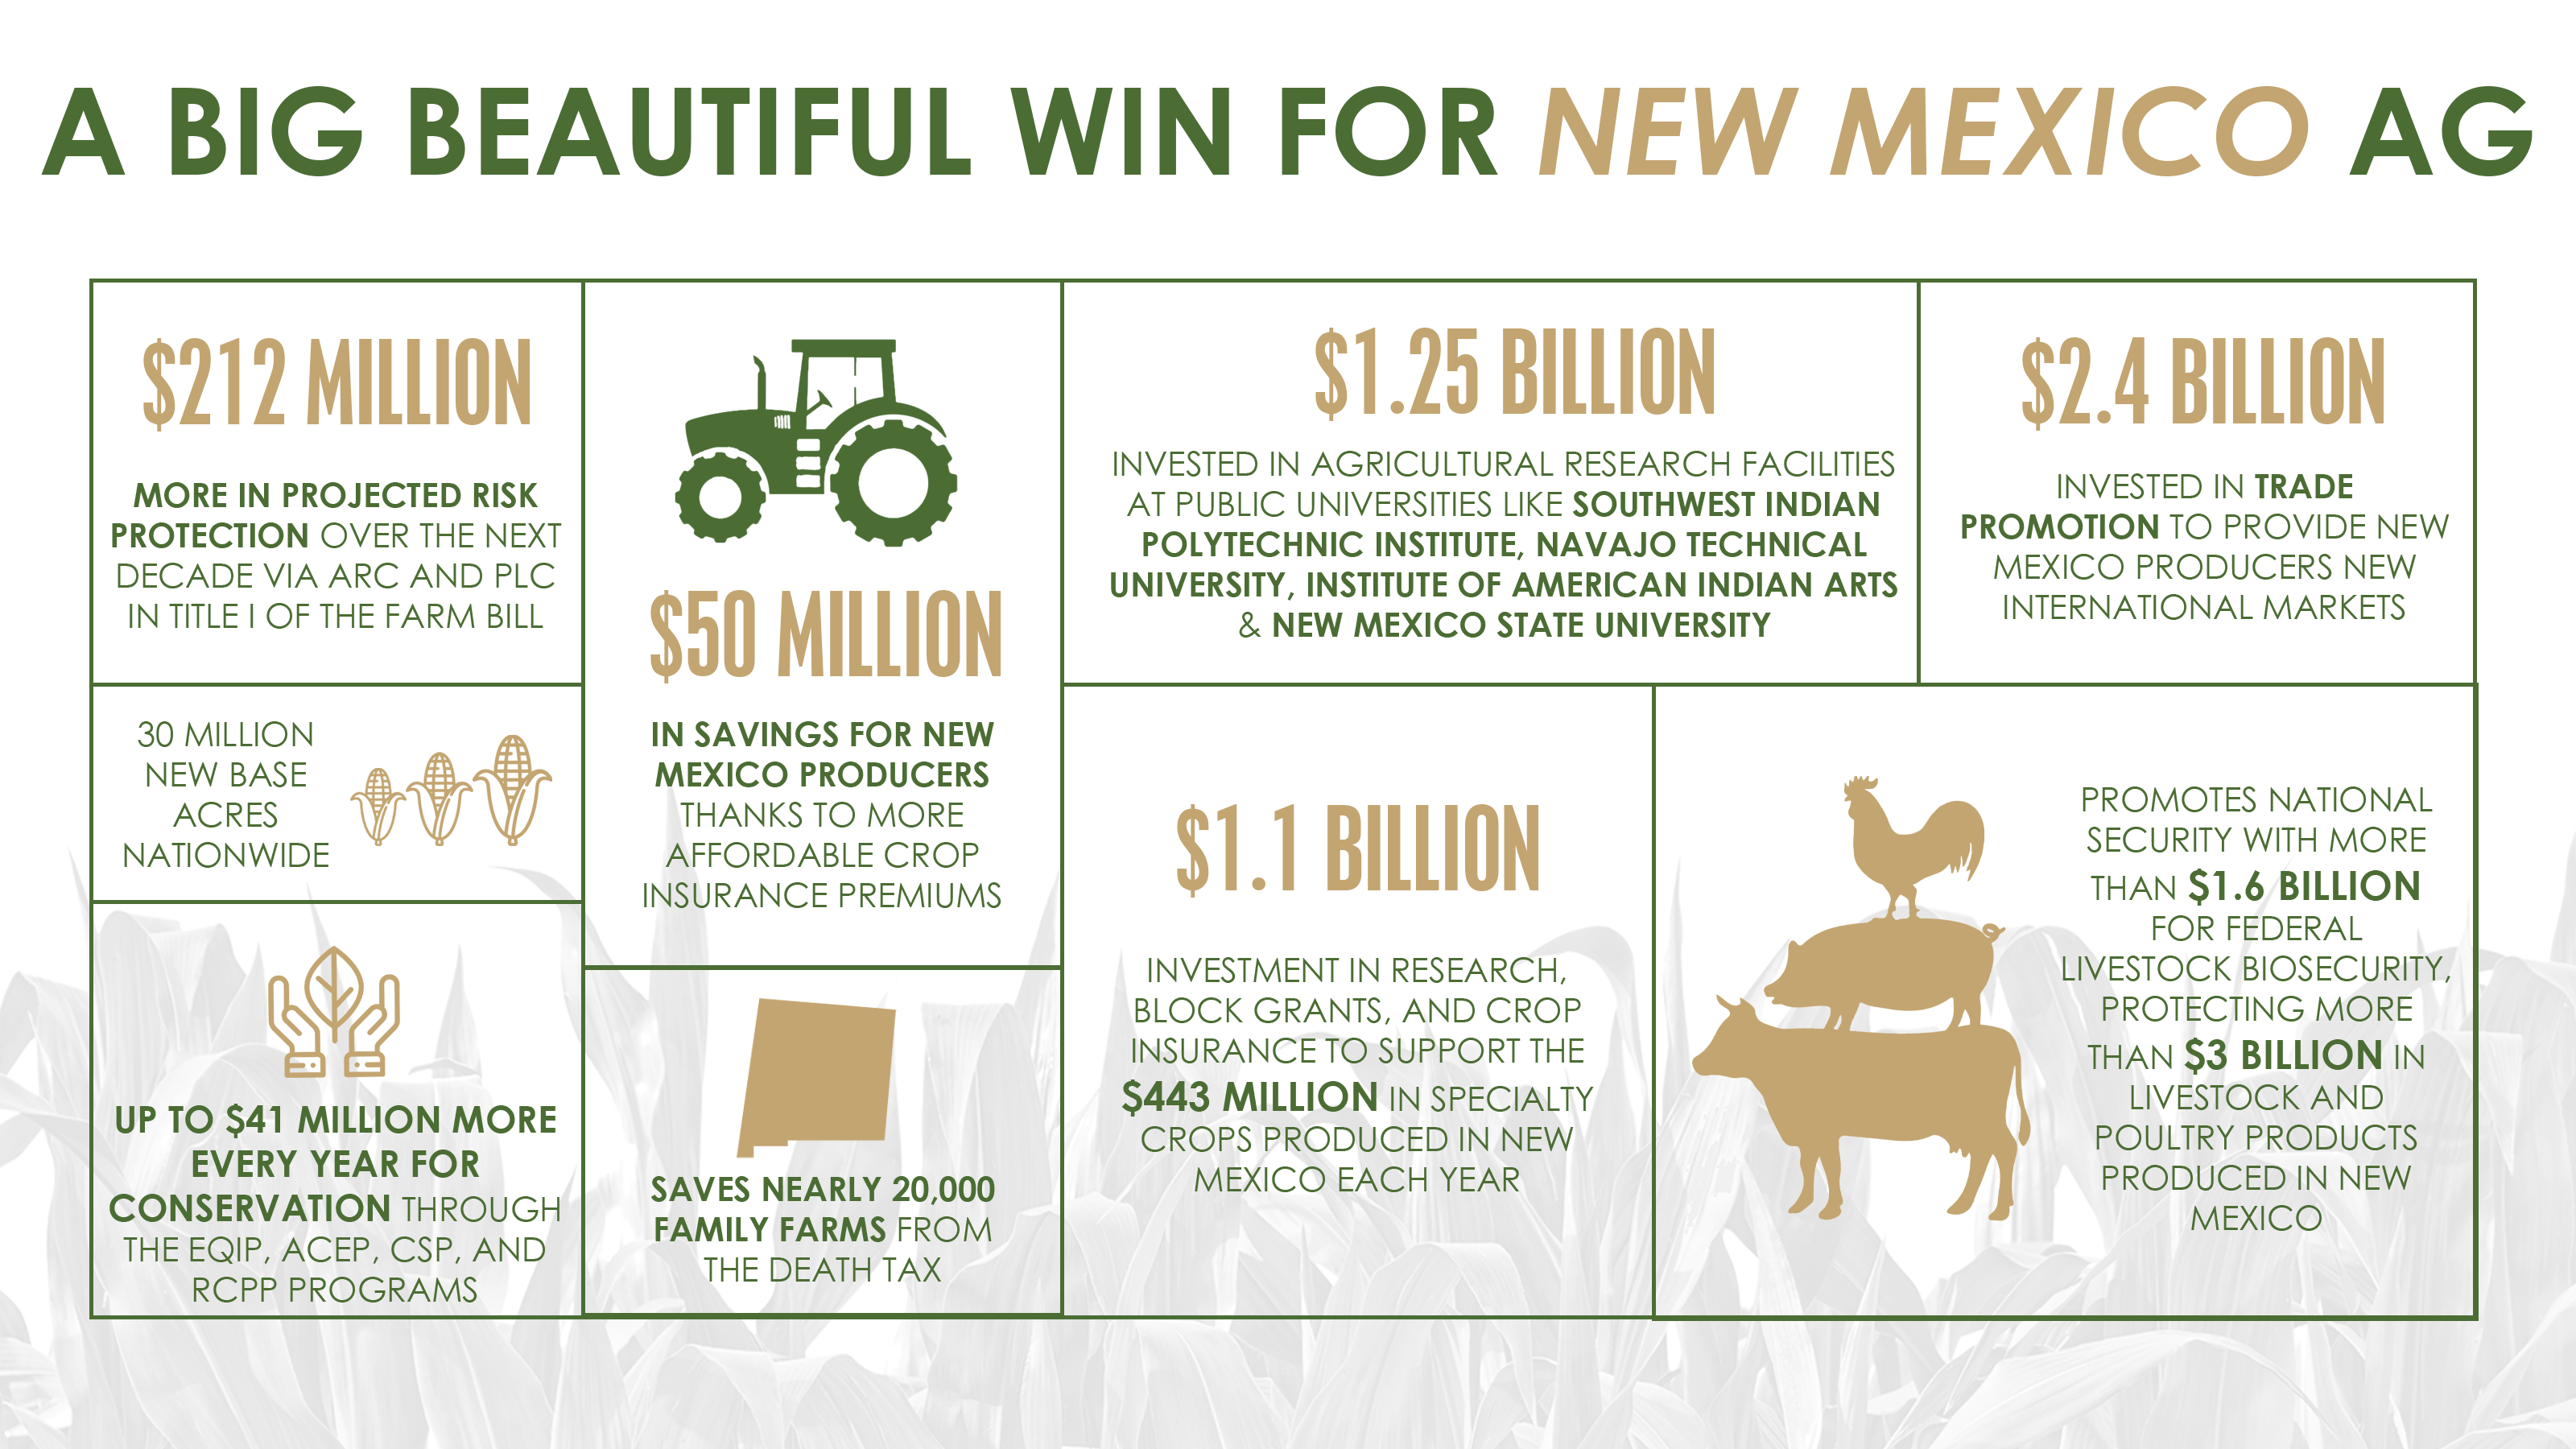 A BIG BEAUTIFUL WIN FOR NEW MEXICO AG
$212 MILLION
MORE IN PROJECTED RISK
PROTECTION OVER THE NEXT
DECADE VIA ARC AND PLC
IN TITLE I OF THE FARM BILL
30 MILLION
NEW BASE
ACRES
NATIONWIDE
UP TO $41 MILLION MORE
EVERY YEAR FOR
CONSERVATION THROUGH
THE EQIP, ACEP, CSP, AND
RCPP PROGRAMS
$50 MILLION
IN SAVINGS FOR NEW
MEXICO PRODUCERS
THANKS TO MORE
AFFORDABLE CROP
INSURANCE PREMIUMS
SAVES NEARLY 20,000
FAMILY FARMS FROM
THE DEATH TAX
$1.25 BILLION
INVESTED IN AGRICULTURAL RESEARCH FACILITIES
AT PUBLIC UNIVERSITIES LIKE SOUTHWEST INDIAN
POLYTECHNIC INSTITUTE, NAVAJO TECHNICAL
UNIVERSITY, INSTITUTE OF AMERICAN INDIAN ARTS
& NEW MEXICO STATE UNIVERSITY
$2.4 BILLION
INVESTED IN TRADE
PROMOTION TO PROVIDE NEW
MEXICO PRODUCERS NEW
INTERNATIONAL MARKETS
$1.1 BILLION
INVESTMENT IN RESEARCH,
BLOCK GRANTS, AND CROP
INSURANCE TO SUPPORT THE
$443 MILLION IN SPECIALTY
CROPS PRODUCED IN NEW
MEXICO EACH YEAR
PROMOTES NATIONAL
SECURITY WITH MORE
THAN $1.6 BILLION
FOR FEDERAL
LIVESTOCK BIOSECURITY,
PROTECTING MORE
THAN $3 BILLION IN
LIVESTOCK AND
POULTRY PRODUCTS
PRODUCED IN NEW
MEXICO